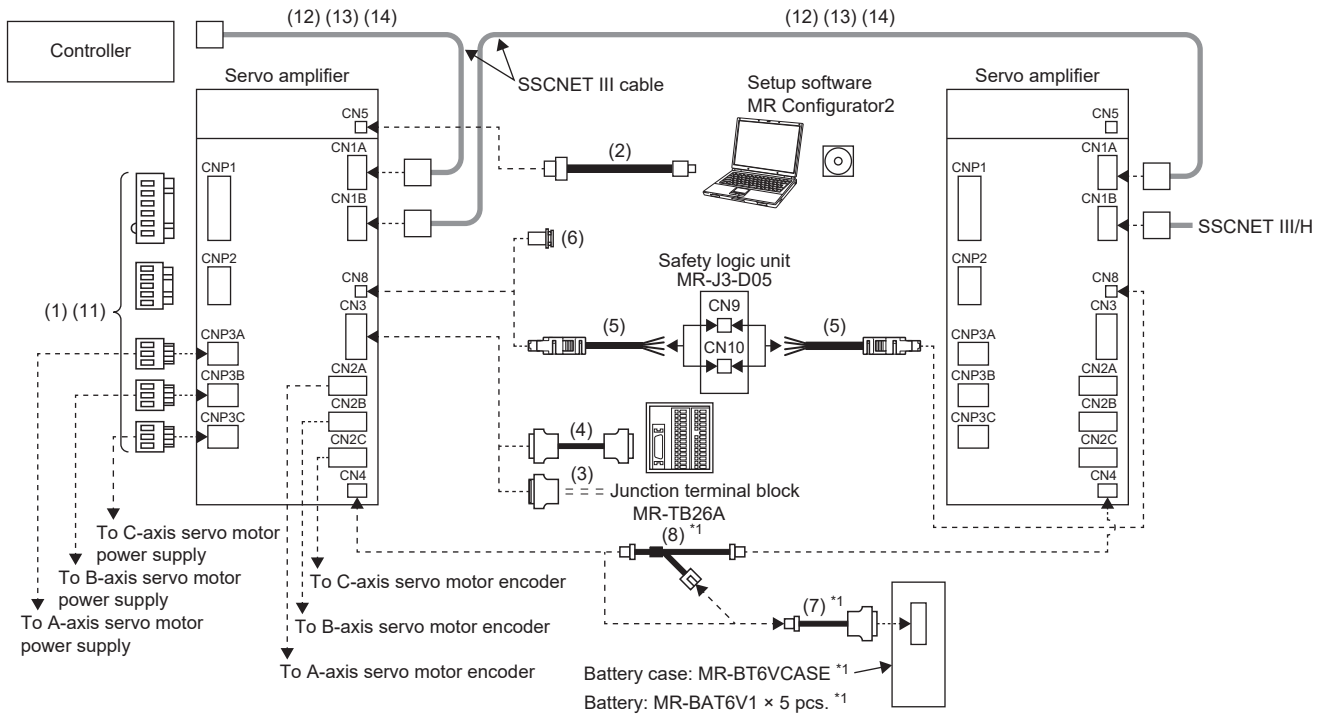 (12) (13) (14)
(12) (13) (14)
Controller
Servo amplifier
SSCNET III cable
Setup software
MR Configurator2
Servo amplifier
CN5
CN5
CN1A
(2)
CN1A
CNP1
CNP1
CN1B
CN1B
(6)
SSCNET III/H
Safety logic unit
MR-J3-D05
CNP2
CN8
CNP2
CN8
CN9
(1) (11)
CN3
(5)
(5)
CN3
CNP3A
CN10
CNP3A
CN2A
CN2A
CNP3B
CNP3B
CN2B
CN2B
CNP3C
CNP3C
(4)
CN2C
CN2C
(3)
CN4
CN4
Junction terminal block
MR-TB26A
(8) *1
To C-axis servo motor
power supply
To B-axis servo motor
power supply
To A-axis servo motor
power supply
To C-axis servo motor encoder
To B-axis servo motor encoder
To A-axis servo motor encoder
(7) *1
Battery case: MR-BT6VCASE *1
Battery: MR-BAT6V1 × 5 pcs. *1